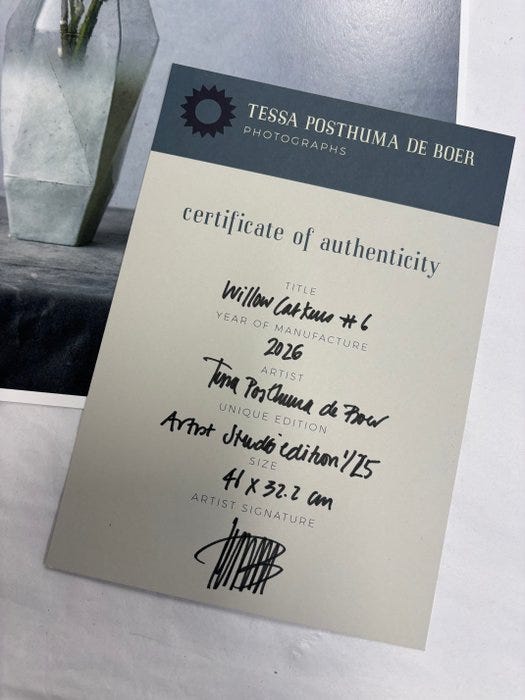 TESSA POSTHUMA DE BOER
PHOTOGRAPHS
certificate of authenticity
TITLE
Willow Catkins #6
YEAR OF MANUFACTURE
2026
ARTIST
Tessa Posthuma de Boer
UNIQUE EDITION
Artist Studio edition 1/25
SIZE
41 x 32.2 cm
ARTIST SIGNATURE